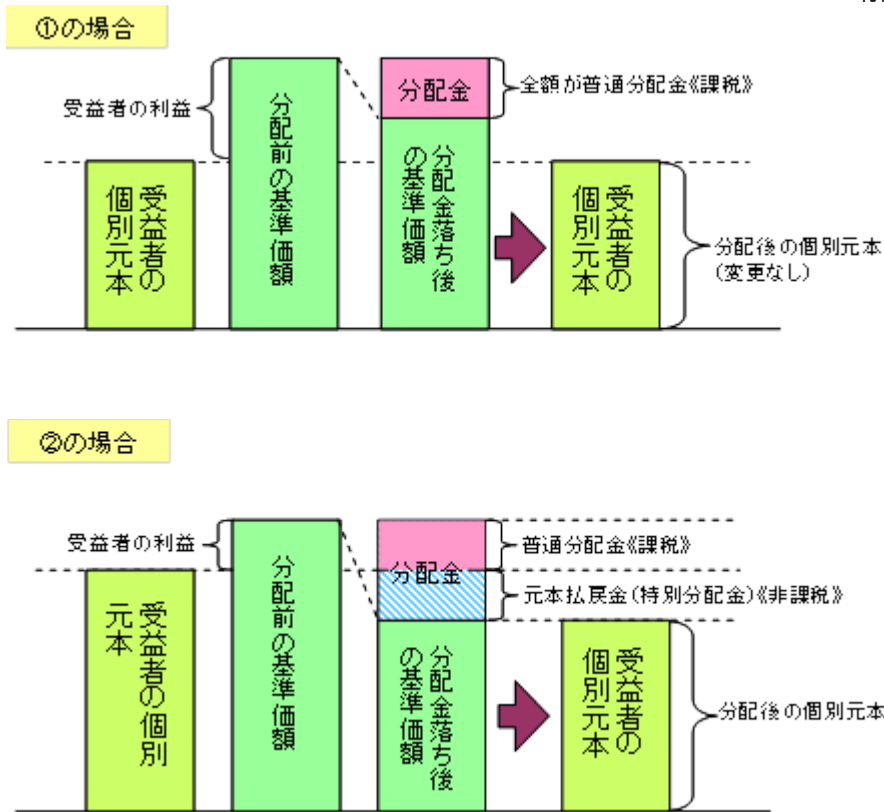 ①の場合
受益者の利益
受益者の
個別元本
分配前の基準価額
分配金
分配金落ち後
の基準価額
全額が普通分配金《課税》
受益者の
個別元本
分配後の個別元本
(変更なし)
②の場合
受益者の利益
受益者の個別
元本
分配前の基準価額
分配金
分配金落ち後
の基準価額
普通分配金《課税》
元本払戻金(特別分配金)《非課税》
受益者の
個別元本
分配後の個別元本